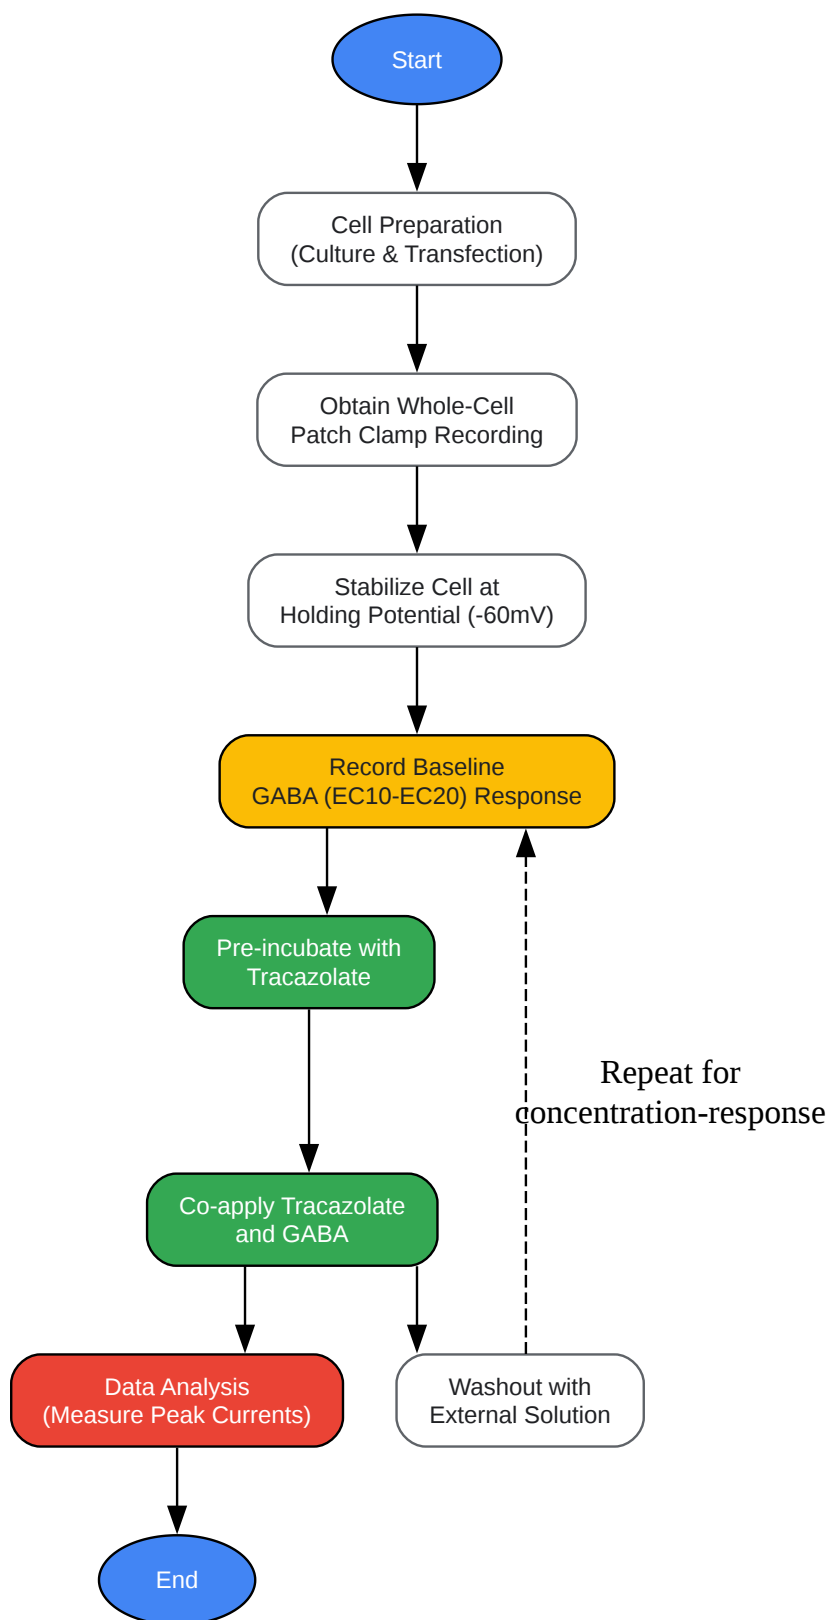 Start
Cell Preparation
(Culture & Transfection)
Obtain Whole-Cell
Patch Clamp Recording
Stabilize Cell at
Holding Potential (-60mV)
Record Baseline
GABA (EC10-EC20) Response
Pre-incubate with
Tracazolate
Repeat for
concentration-response
Co-apply Tracazolate
and GABA
Data Analysis
(Measure Peak Currents)
Washout with
External Solution
End